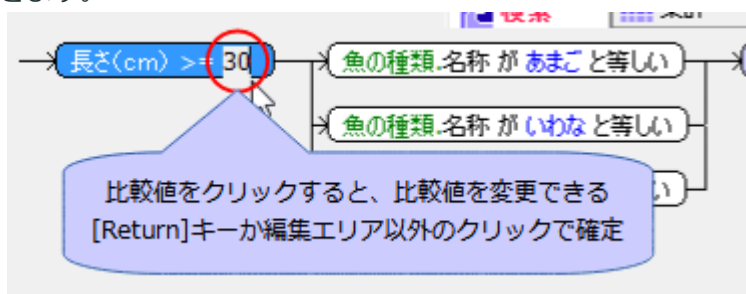 検索
長さ(cm) >= 30
魚の種類.名称 が あまご と等しい
魚の種類.名称 が いわな と等しい
比較値をクリックすると、比較値を変更できる
[Return]キーか編集エリア以外のクリックで確定